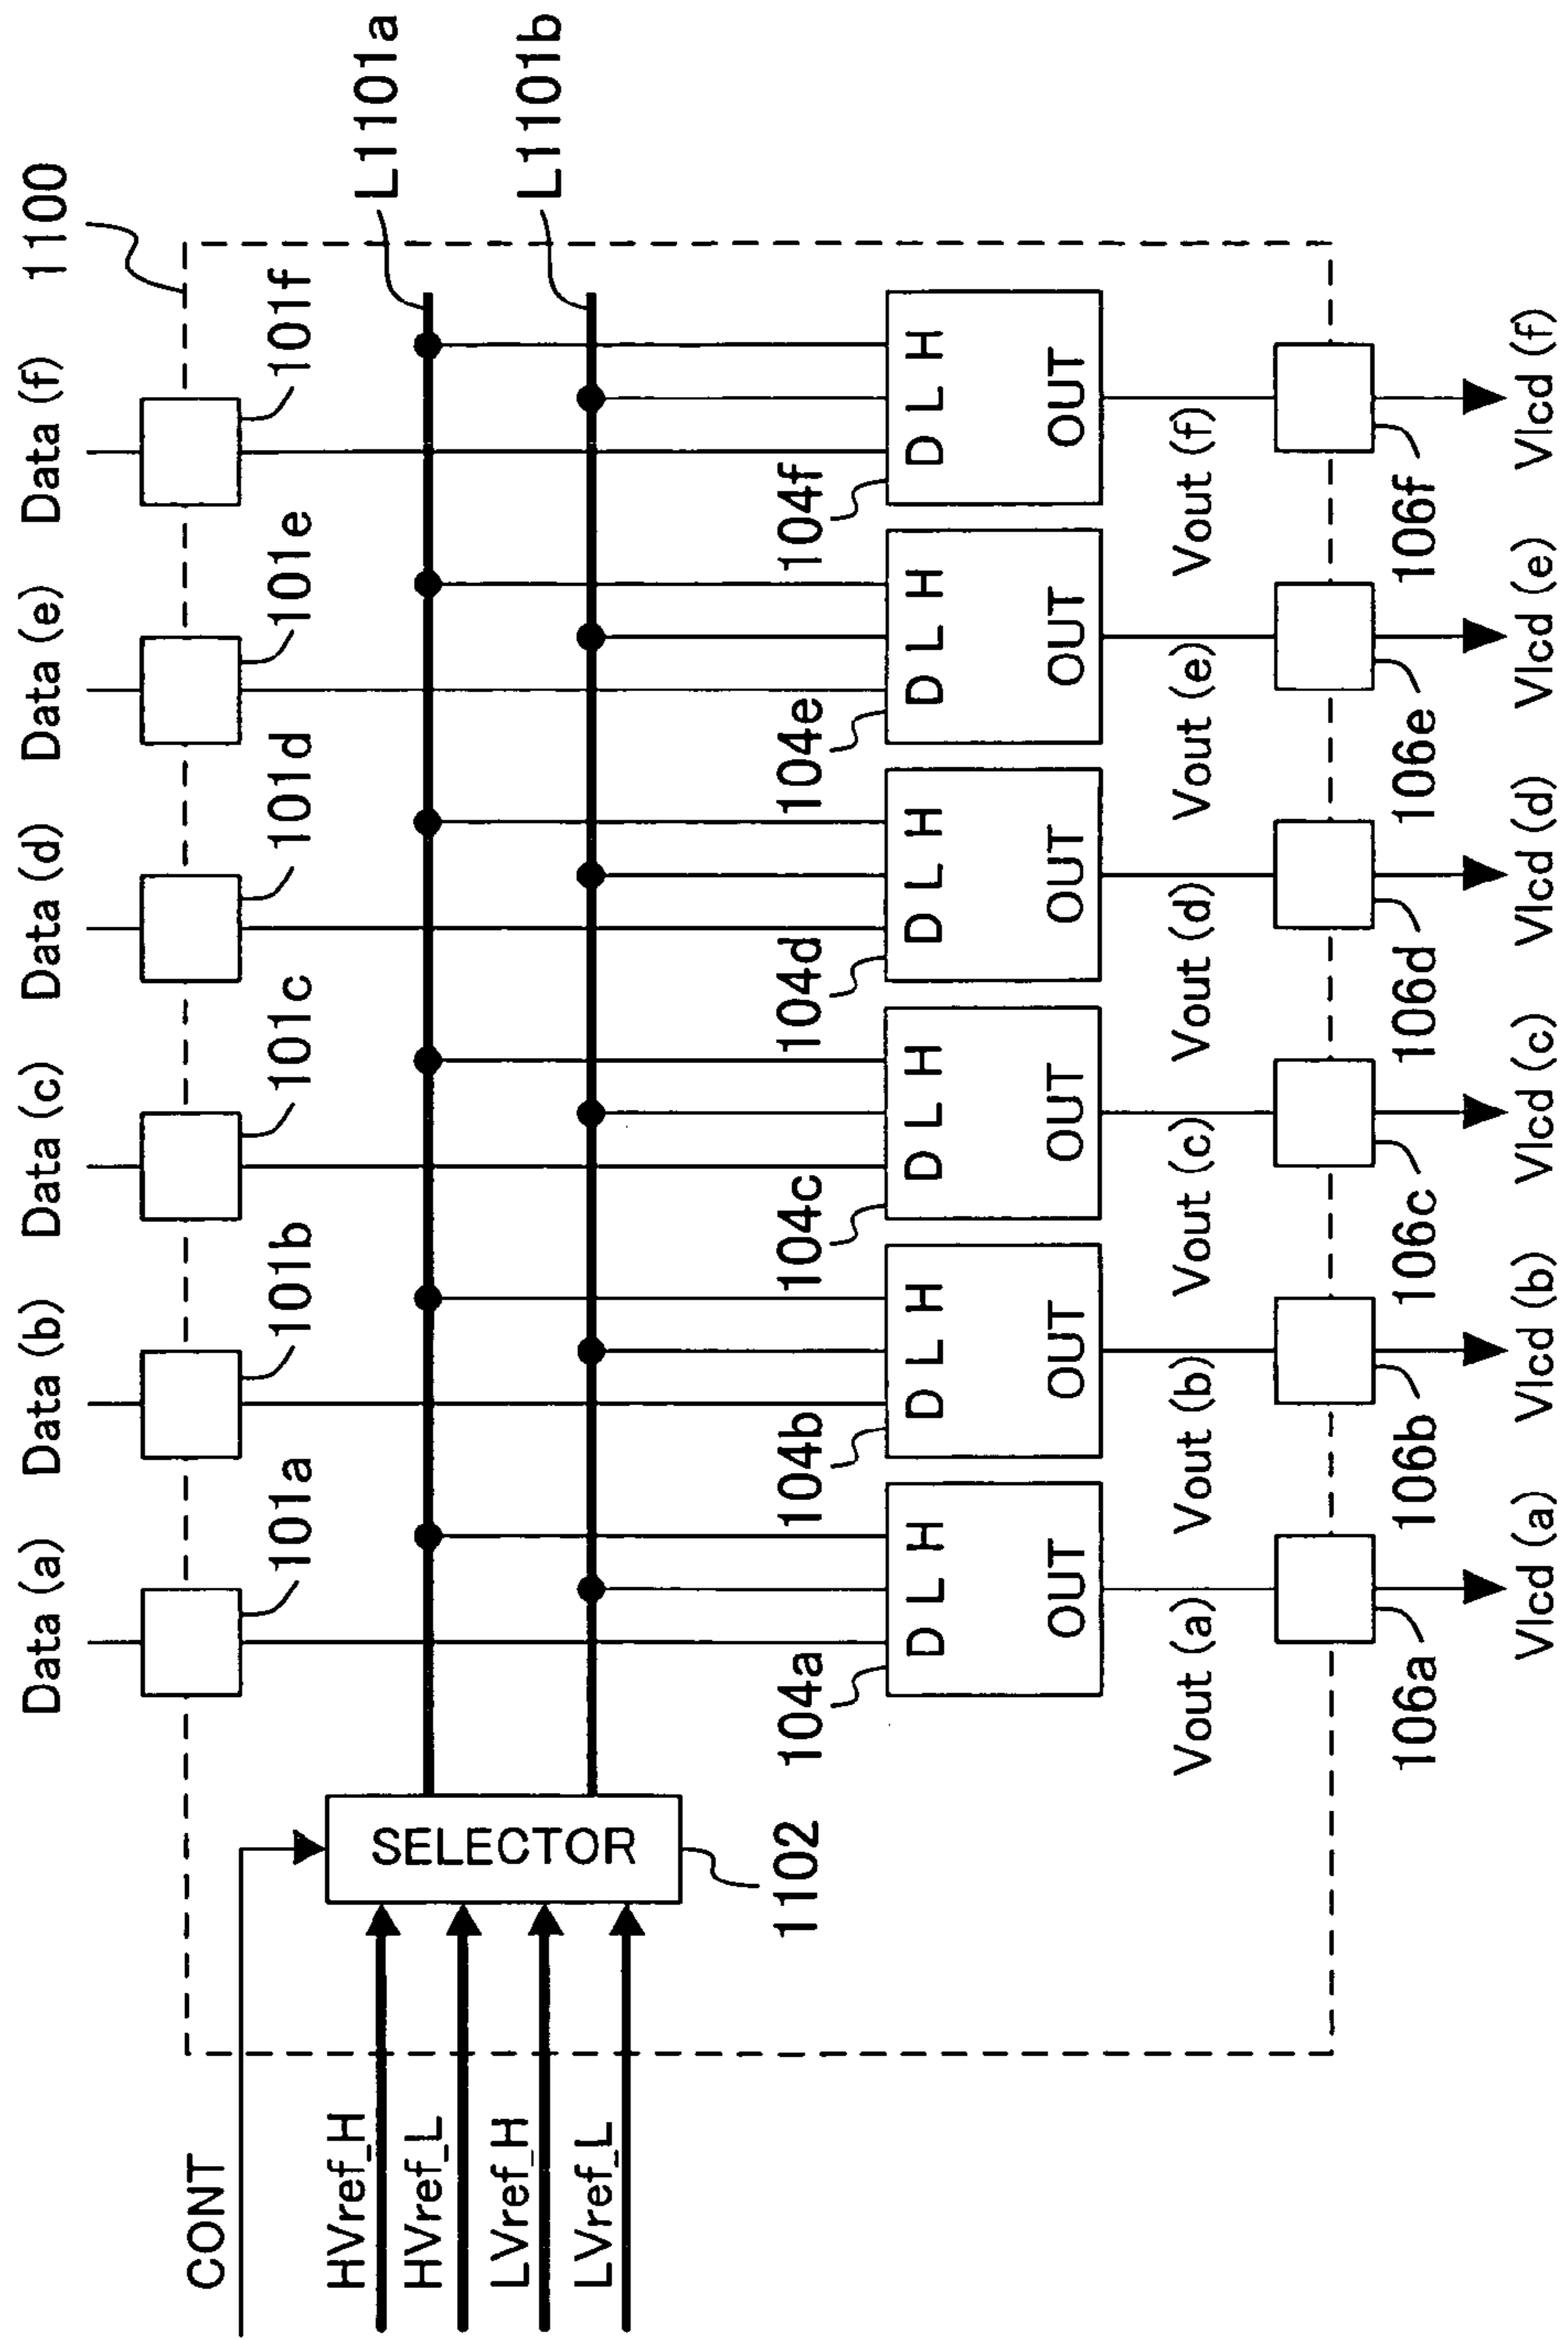 Data (a) Data (b) Data (c) Data (d) Data (e) Data (f) 1100
CONT
101a 101b 101c 101d 101e 101f
HVref_H
L1101a
HVref_L
SELECTOR
LVref_H
L1101b
LVref_L
1102 104a 104b 104c 104d 104e 104f
D L H D L H D L H D L H D L H D L H
OUT OUT OUT OUT OUT OUT
Vout (a) Vout (b) Vout (c) Vout (d) Vout (e) Vout (f)
106a 106b 106c 106d 106e 106f
Vlcd (a) Vlcd (b) Vlcd (c) Vlcd (d) Vlcd (e) Vlcd (f)